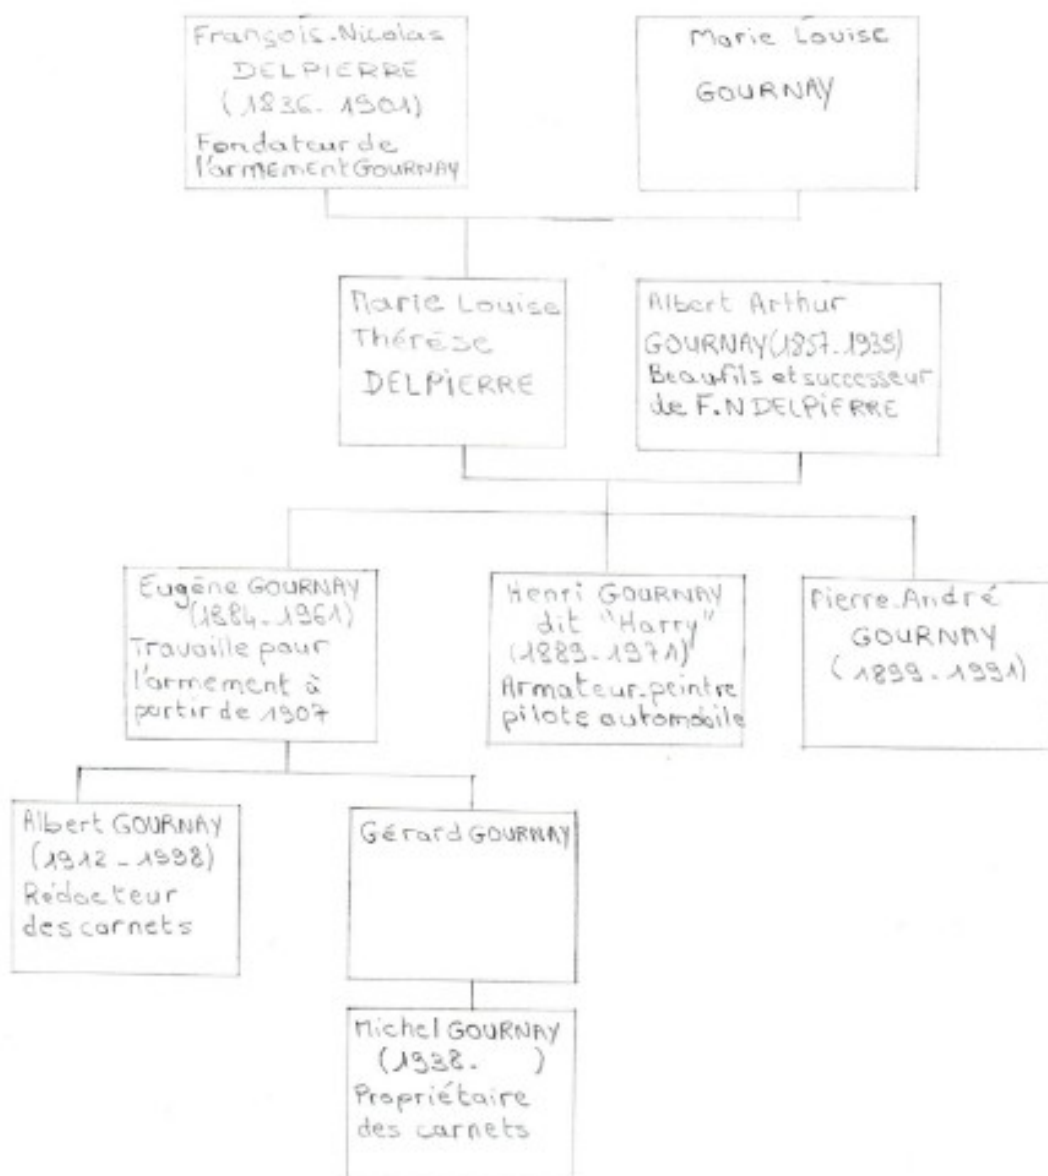 François-Nicolas
DELPIERRE
(1836-1901)
Fondateur de
l'armement GOURNAY
Marie Louise
GOURNAY
Marie Louise
Thérèse
DELPIERRE
Albert Arthur
GOURNAY (1857-1935)
Beaufils et successeur
de F.N DELPIERRE
Eugène GOURNAY
(1884-1961)
Travaille pour
l'armement à
partir de 1907
Henri GOURNAY
dit "Harry"
(1889-1971)
Armateur-peintre
pilote automobile
Pierre-André
GOURNAY
(1899-1991)
Albert GOURNAY
(1912-1998)
Rédacteur
des carnets
Gérard GOURNAY
Michel GOURNAY
(1938-    )
Propriétaire
des carnets